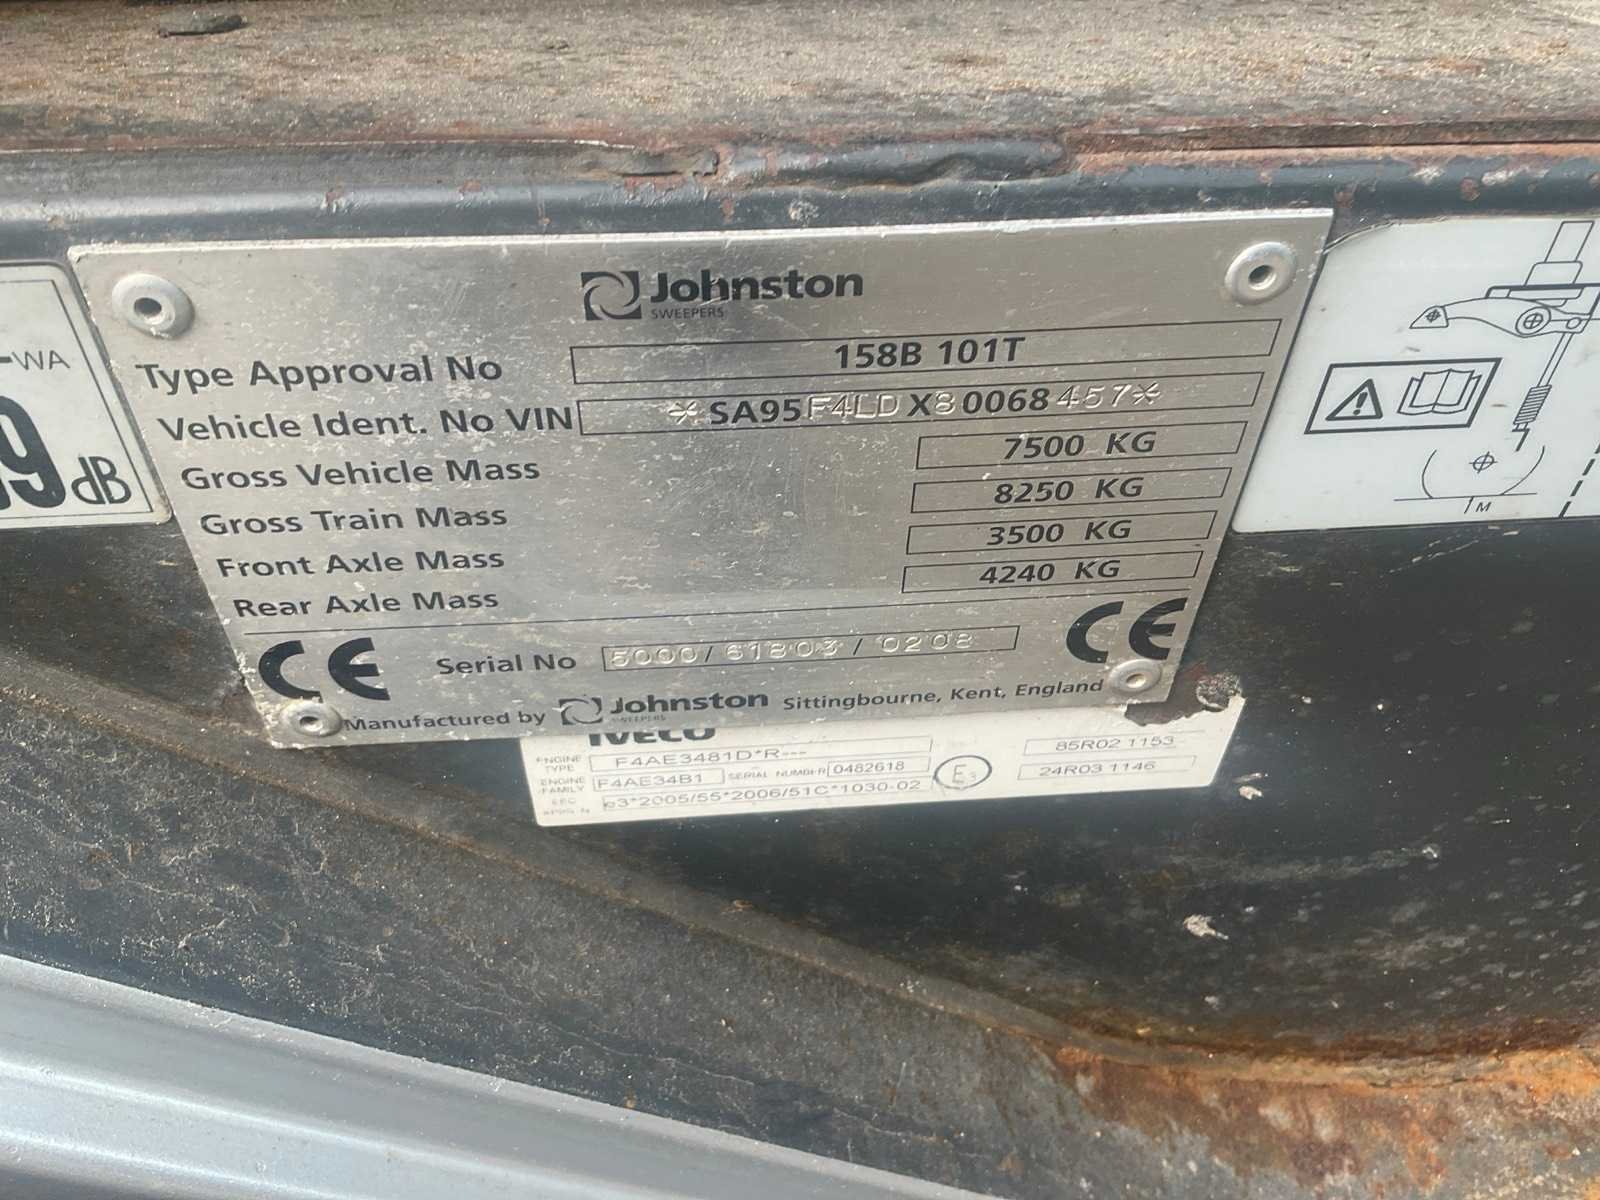 Johnston
SWEEPERS
Type Approval No 158B 101T
Vehicle Ident. No VIN *SA95F4LDX80068457*
Gross Vehicle Mass 7500 KG
Gross Train Mass 8250 KG
Front Axle Mass 3500 KG
Rear Axle Mass 4240 KG
CE Serial No 5000/61803/0208 CE
Manufactured by Johnston Sittingbourne, Kent, England
SWEEPERS
WA
9 dB
M
IVECO
ENGINE TYPE F4AE3481D*R--- 85R02 1153
ENGINE FAMILY F4AE34B1 SERIAL NUMBER 0482618 E3 24R03 1146
e3*2005/55*2006/51C*1030-02